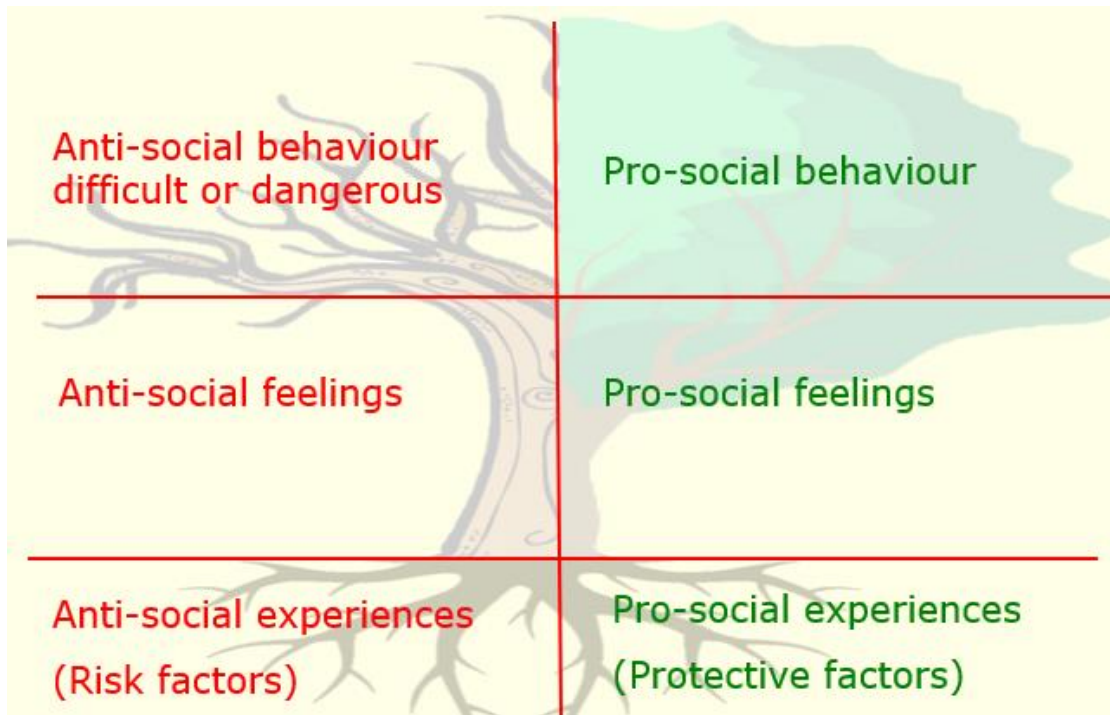 Anti-social behaviour
difficult or dangerous
Pro-social behaviour
Anti-social feelings
Pro-social feelings
Anti-social experiences
(Risk factors)
Pro-social experiences
(Protective factors)